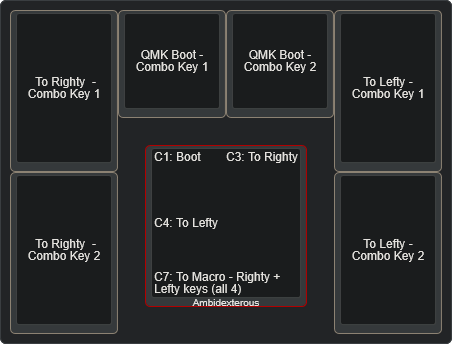 To Righty -
Combo Key 1
QMK Boot -
Combo Key 1
QMK Boot -
Combo Key 2
To Lefty -
Combo Key 1
C1: Boot
C3: To Righty
C4: To Lefty
To Righty -
Combo Key 2
To Lefty -
Combo Key 2
C7: To Macro - Righty +
Lefty keys (all 4)
Ambidexterous